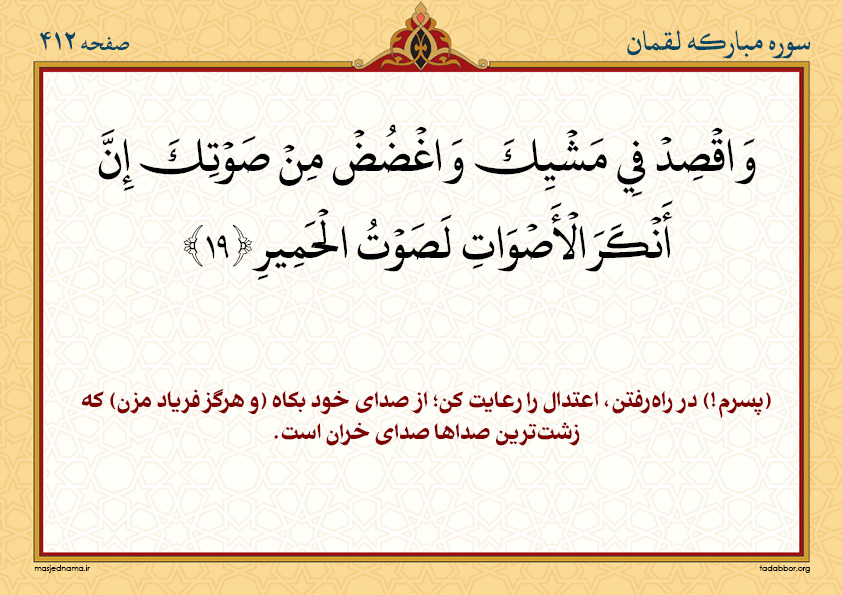 سوره مبارکه لقمان
صفحه ۴۱۲
وَاقْصِدْ فِي مَشْيِكَ وَاغْضُضْ مِنْ صَوْتِكَ إِنَّ
أَنْكَرَ الْأَصْوَاتِ لَصَوْتُ الْحَمِيرِ ﴿۱۹﴾
(پسرم!) در راه‌رفتن، اعتدال را رعایت کن؛ از صدای خود بکاه (و هرگز فریاد مزن) که
زشت‌ترین صداها صدای خران است.
masjednama.ir
tadabbor.org